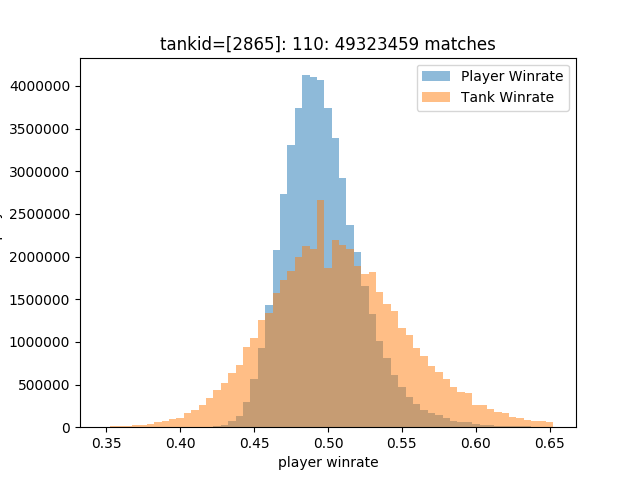 tankid=[2865]: 110: 49323459 matches
Player Winrate
Tank Winrate
4000000
3500000
3000000
2500000
2000000
1500000
1000000
500000
0
0.35 0.40 0.45 0.50 0.55 0.60 0.65
player winrate